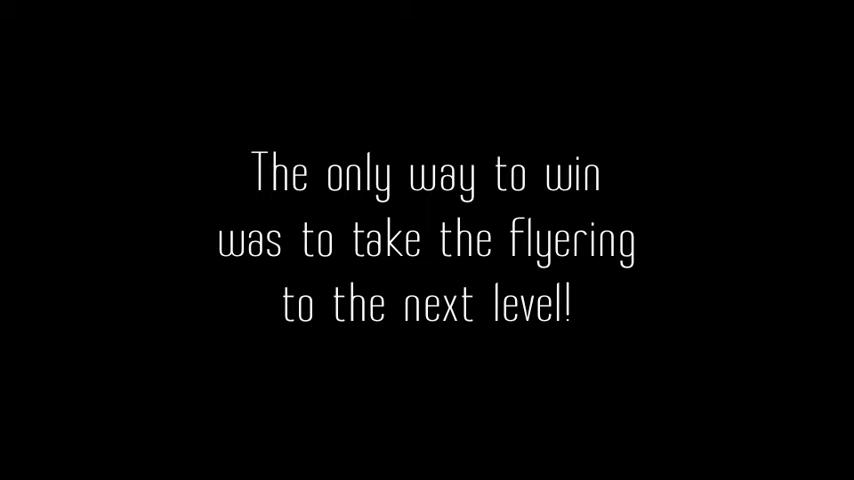 The only way to win
was to take the flyering
to the next level!